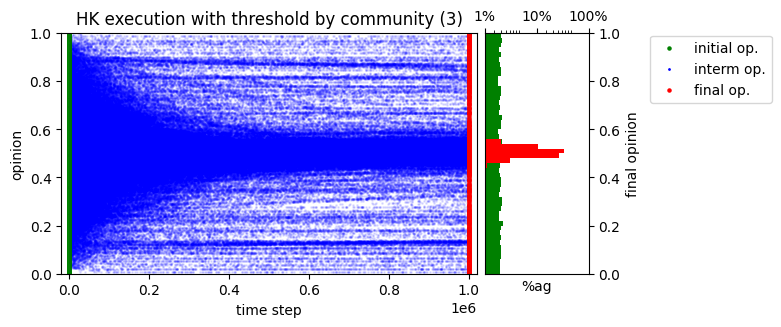 HK execution with threshold by community (3)
1% 10% 100%
initial op.
interm op.
final op.
1.0
0.8
0.6
0.4
0.2
0.0
opinion
1.0
0.8
0.6
0.4
0.2
0.0
final opinion
0.0 0.2 0.4 0.6 0.8 1.0
1e6
time step
%ag